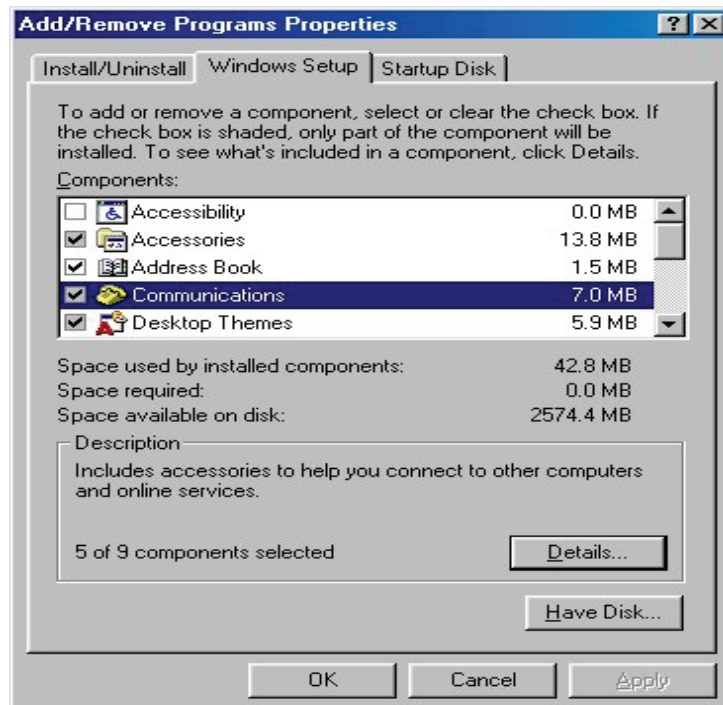 Add/Remove Programs Properties
Install/Uninstall Windows Setup Startup Disk
To add or remove a component, select or clear the check box. If
the check box is shaded, only part of the component will be
installed. To see what's included in a component, click Details.
Components:
Accessibility 0.0 MB
Accessories 13.8 MB
Address Book 1.5 MB
Communications 7.0 MB
Desktop Themes 5.9 MB
Space used by installed components: 42.8 MB
Space required: 0.0 MB
Space available on disk: 2574.4 MB
Description
Includes accessories to help you connect to other computers
and online services.
5 of 9 components selected Details...
Have Disk...
OK Cancel Apply